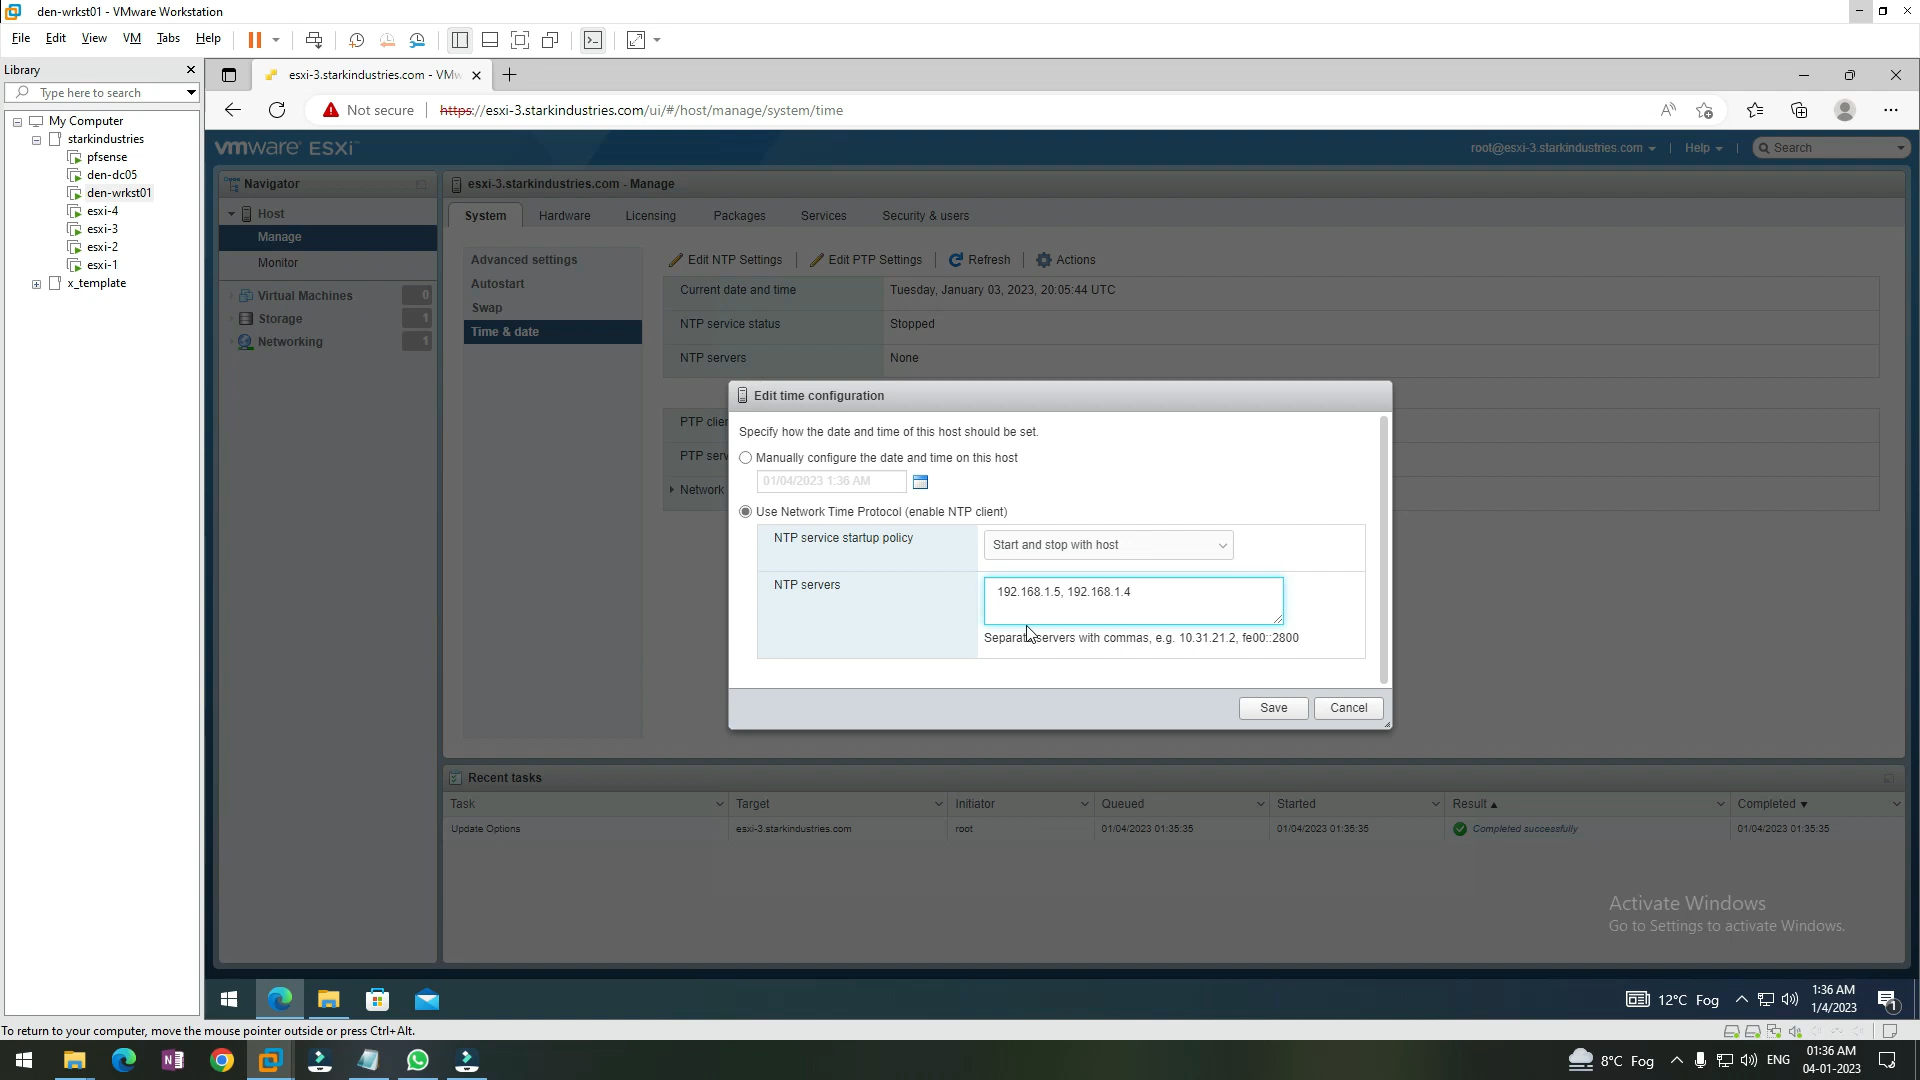 den-wrkst01 - VMware Workstation
File Edit View VM Tabs Help
Library
Type here to search
My Computer
starkindustries
pfsense
den-dc05
den-wrkst01
esxi-4
esxi-3
esxi-2
esxi-1
x_template
esxi-3.starkindustries.com - VMw
Not secure https://esxi-3.starkindustries.com/ui/#/host/manage/system/time
vmware ESXi
root@esxi-3.starkindustries.com | Help | Search
Navigator
Host
Manage
Monitor
Virtual Machines 0
Storage 1
Networking 1
esxi-3.starkindustries.com - Manage
System Hardware Licensing Packages Services Security & users
Advanced settings
Autostart
Swap
Time & date
Edit NTP Settings Edit PTP Settings Refresh Actions
Current date and time Tuesday, January 03, 2023, 20:05:44 UTC
NTP service status Stopped
NTP servers None
PTP clien
PTP serv
Network
Edit time configuration
Specify how the date and time of this host should be set.
Manually configure the date and time on this host
01/04/2023 1:36 AM
Use Network Time Protocol (enable NTP client)
NTP service startup policy Start and stop with host
NTP servers 192.168.1.5, 192.168.1.4
Separate servers with commas, e.g. 10.31.21.2, fe00::2800
Save Cancel
Recent tasks
Task Target Initiator Queued Started Result Completed
Update Options esxi-3.starkindustries.com root 01/04/2023 01:35:35 01/04/2023 01:35:35 Completed successfully 01/04/2023 01:35:35
Activate Windows
Go to Settings to activate Windows.
12°C Fog 1:36 AM
1/4/2023 1
To return to your computer, move the mouse pointer outside or press Ctrl+Alt.
8°C Fog ENG 01:36 AM
04-01-2023